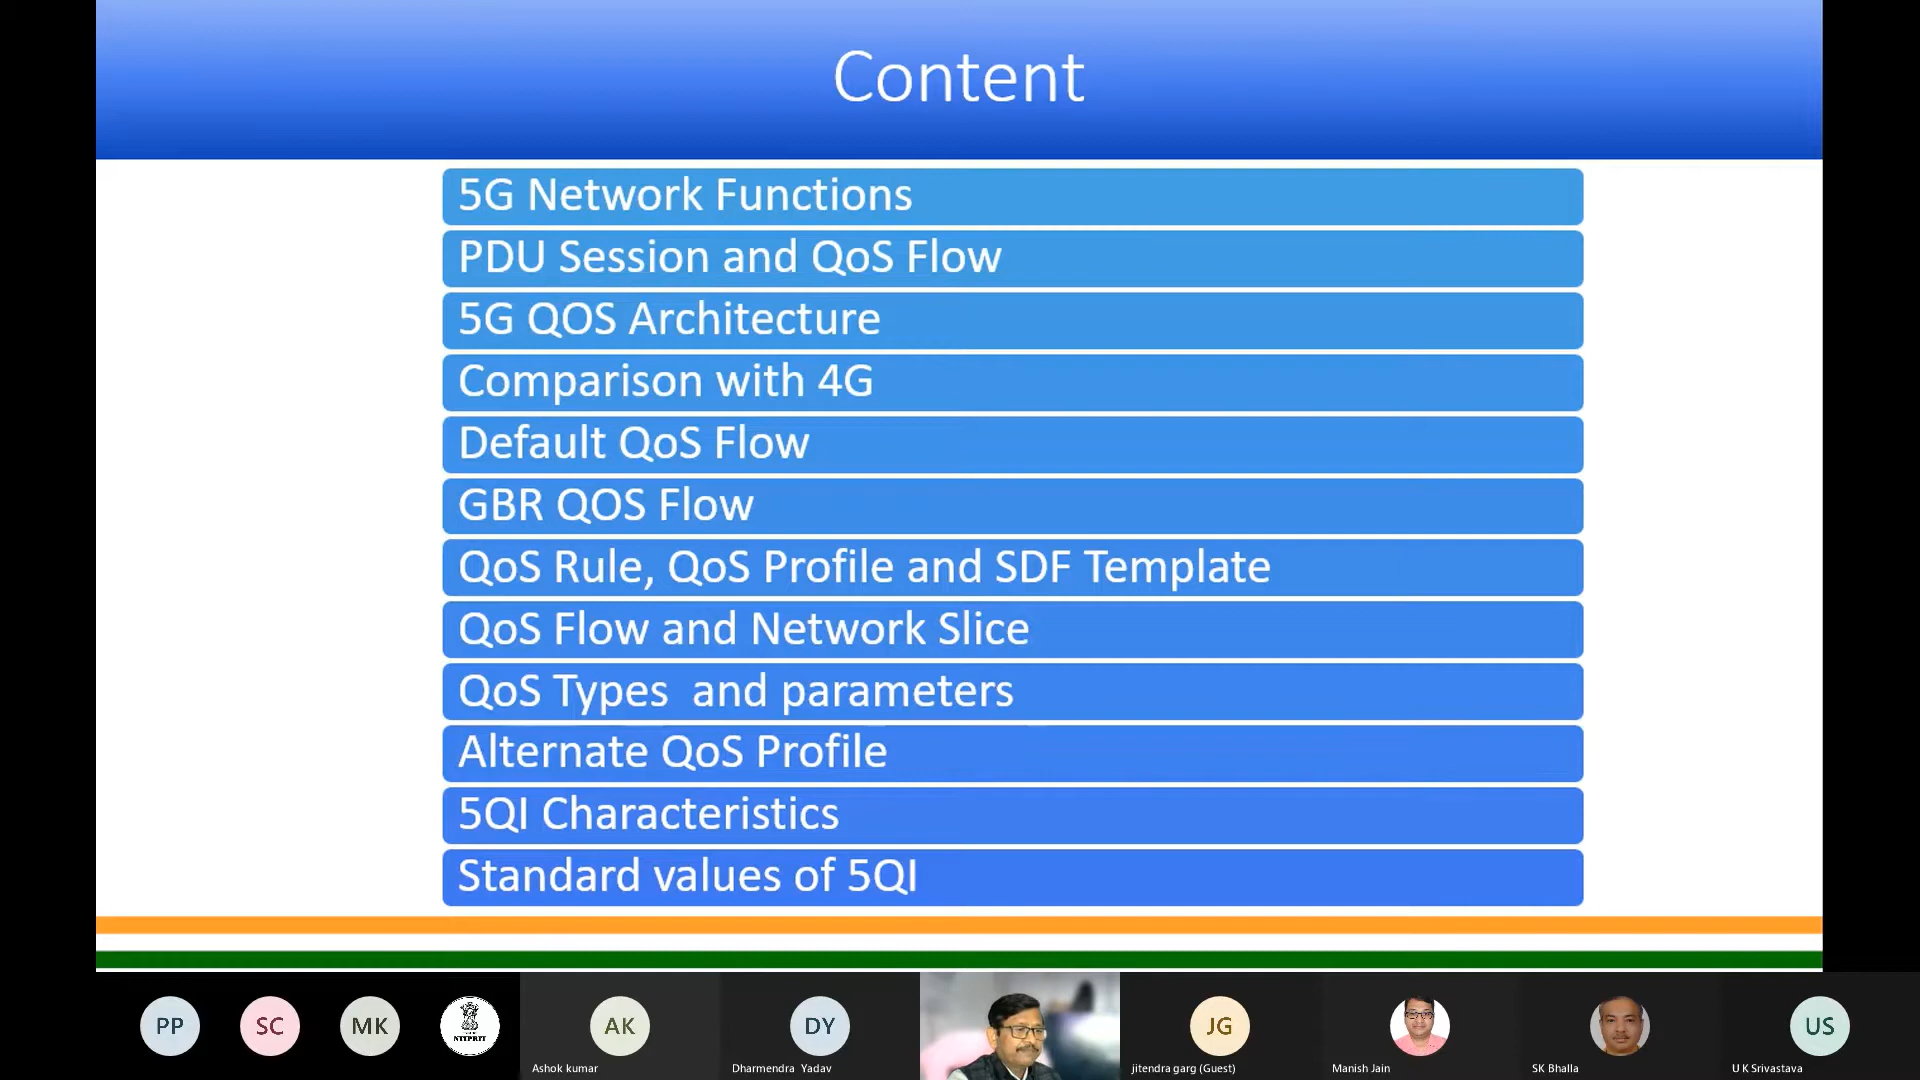 Content
5G Network Functions
PDU Session and QoS Flow
5G QOS Architecture
Comparison with 4G
Default QoS Flow
GBR QOS Flow
QoS Rule, QoS Profile and SDF Template
QoS Flow and Network Slice
QoS Types and parameters
Alternate QoS Profile
5QI Characteristics
Standard values of 5QI
PP
SC
MK
NTIPRIT
AK
DY
JG
US
Ashok kumar
Dharmendra Yadav
jitendra garg (Guest)
Manish Jain
SK Bhalla
U K Srivastava